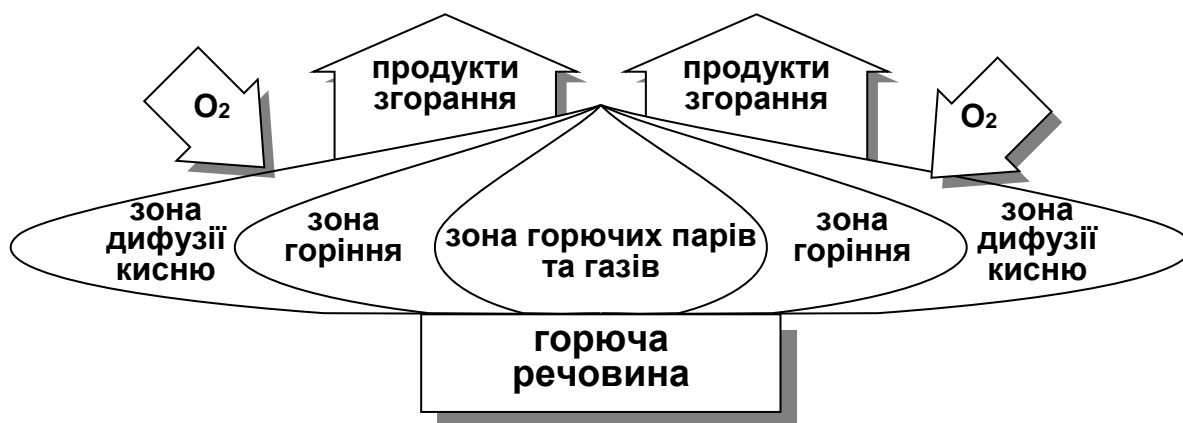 продукти
згорання
продукти
згорання
O₂
O₂
зона
дифузії
кисню
зона
горіння
зона горючих парів
та газів
зона
горіння
зона
дифузії
кисню
горюча
речовина